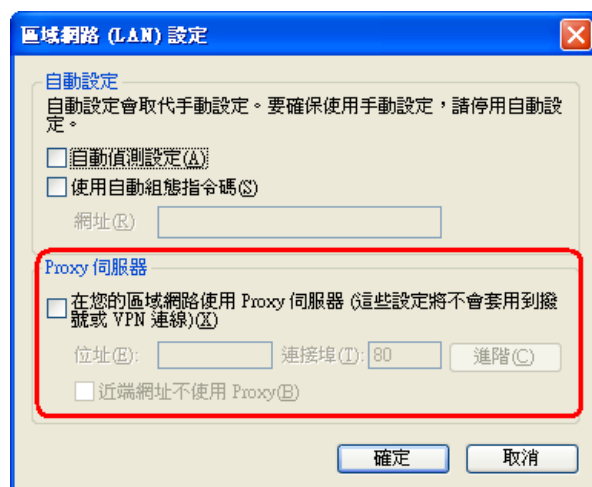 區域網路 (LAN) 設定
自動設定
自動設定會取代手動設定。要確保使用手動設定，請停用自動設
定。
自動偵測設定(A)
使用自動組態指令碼(S)
網址(R)
Proxy 伺服器
在您的區域網路使用 Proxy 伺服器 (這些設定將不會套用到撥
號或 VPN 連線)(X)
位址(E): 連接埠(T): 80 進階(C)
近端網址不使用 Proxy(B)
確定 取消